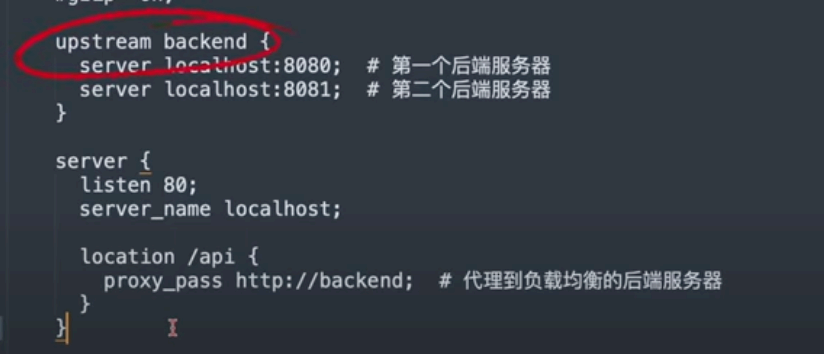 upstream backend {
server localhost:8080; # 第一个后端服务器
server localhost:8081; # 第二个后端服务器
}
server {
listen 80;
server_name localhost;
location /api {
proxy_pass http://backend; # 代理到负载均衡的后端服务器
}
}